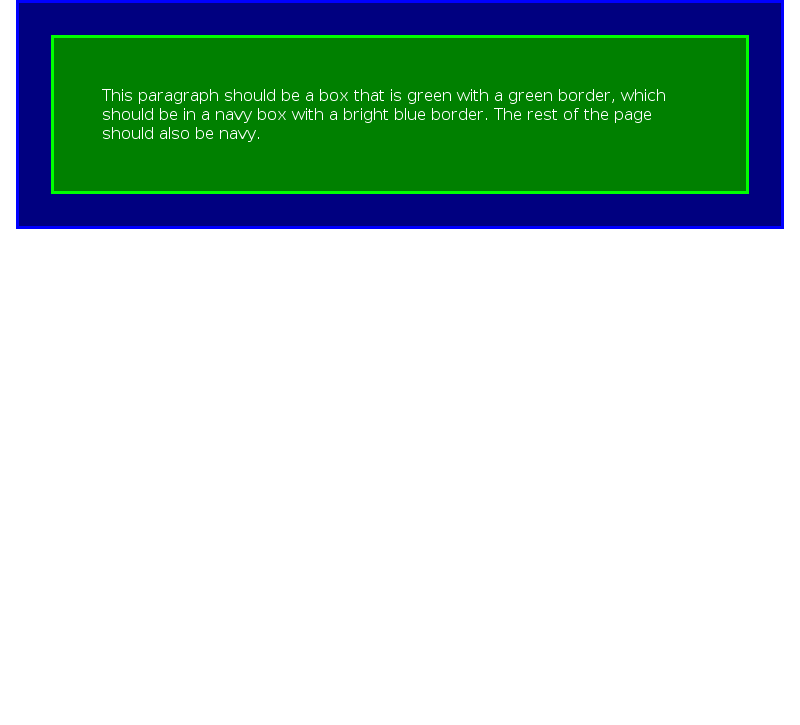 This paragraph should be a box that is green with a green border, which
should be in a navy box with a bright blue border. The rest of the page
should also be navy.